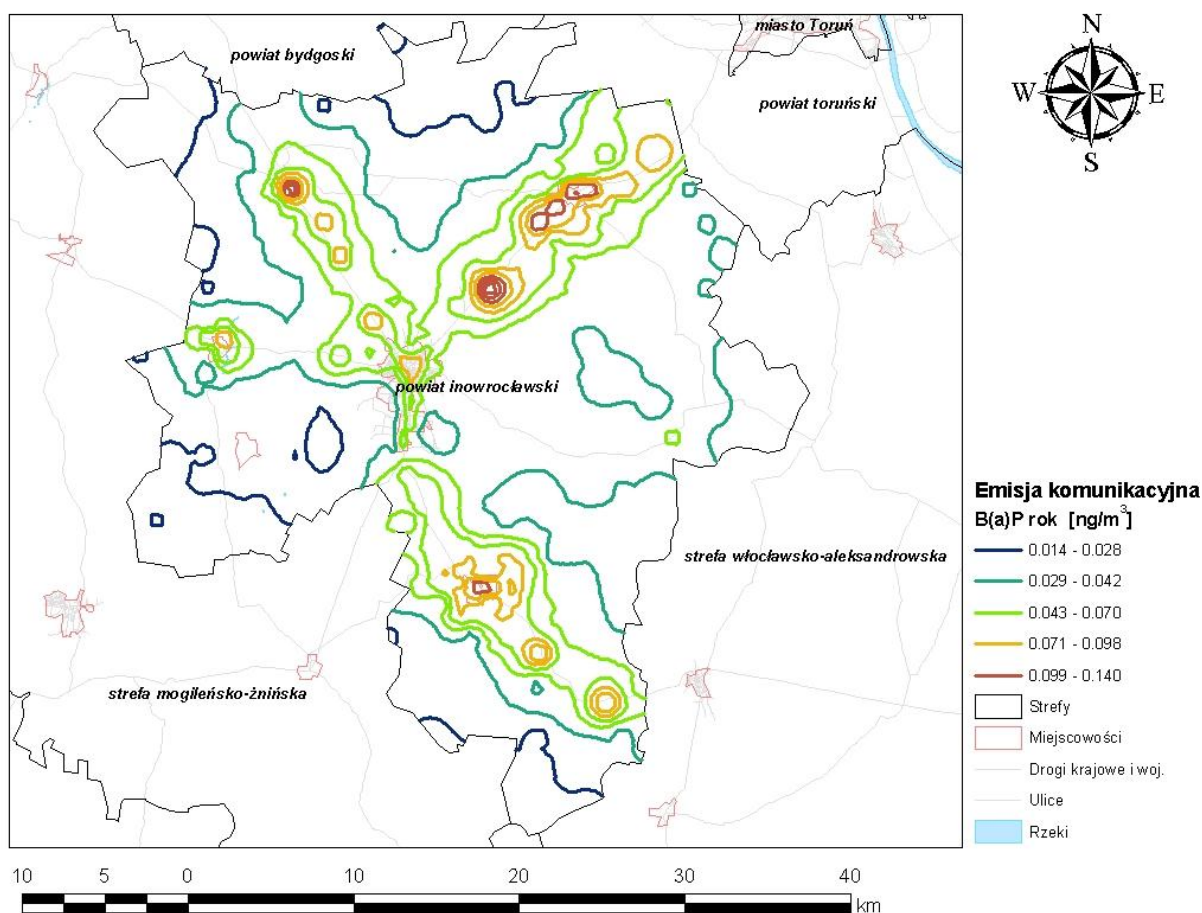 miasto Toruń
powiat bydgoski
powiat toruński
powiat inowrocławski
strefa włocławsko-aleksandrowska
strefa mogileńsko-żnińska
N
W
E
S
Emisja komunikacyjna
B(a)P rok [ng/m³]
0.014 - 0.028
0.029 - 0.042
0.043 - 0.070
0.071 - 0.098
0.099 - 0.140
Strefy
Miejscowości
Drogi krajowe i woj.
Ulice
Rzeki
10 5 0 10 20 30 40
km